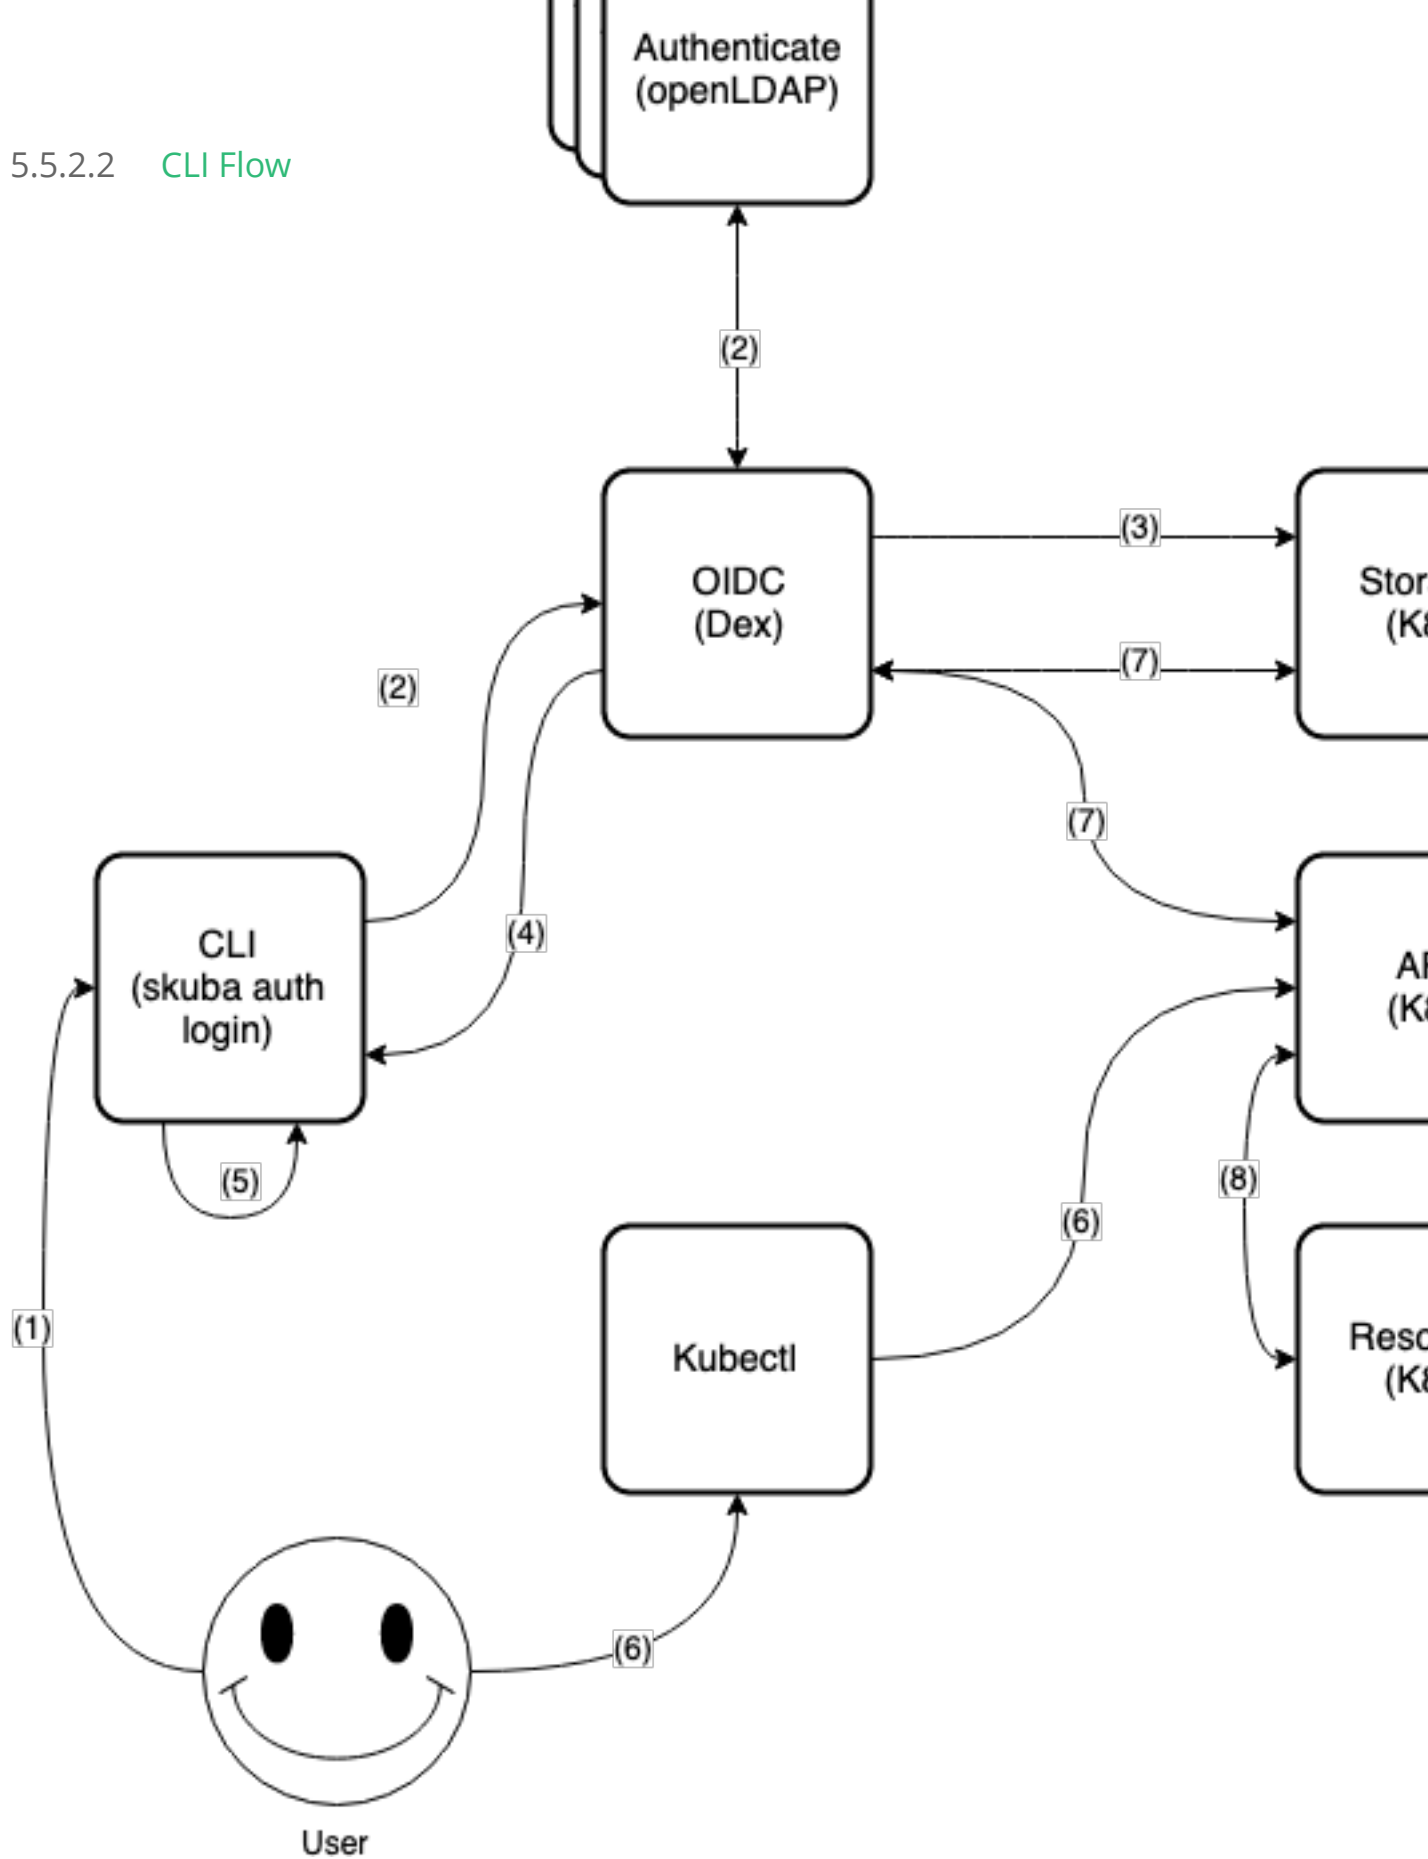 Authenticate
(openLDAP)
5.5.2.2 CLI Flow
(2)
(3)
OIDC
(Dex)
(K
(7)
(2)
(7)
(4)
CLI
(skuba auth
login)
(K
(5)
(8)
(6)
(1)
Kubectl
(K
(6)
User